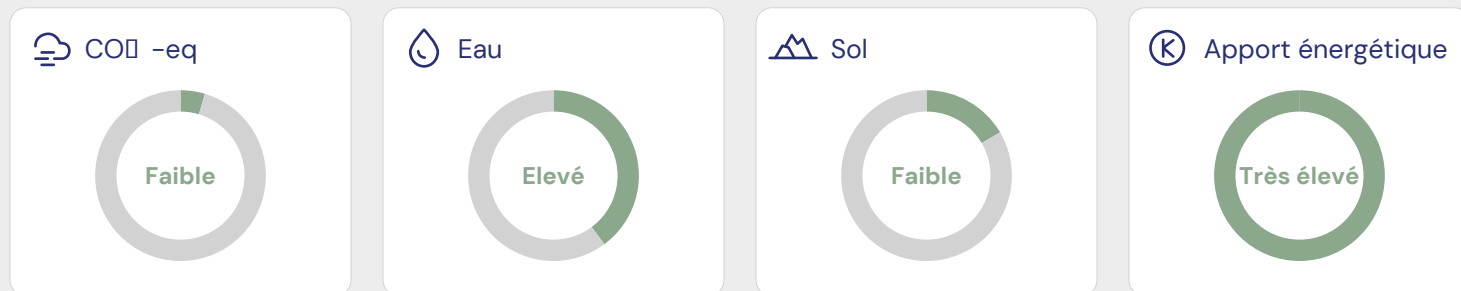 CO▯ -eq
Eau
Sol
Apport énergétique
Faible
Elevé
Faible
Très élevé